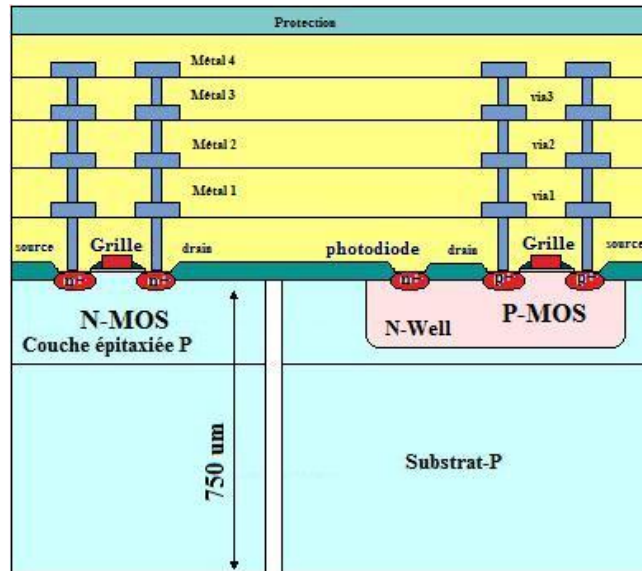 Protection
Métal 4
Métal 3
via3
Métal 2
via2
Métal 1
via1
source
Grille
drain
photodiode
drain
Grille
source
n+
n+
n+
p+
p+
N-MOS
P-MOS
N-Well
Couche épitaxiée P
750 um
Substrat-P